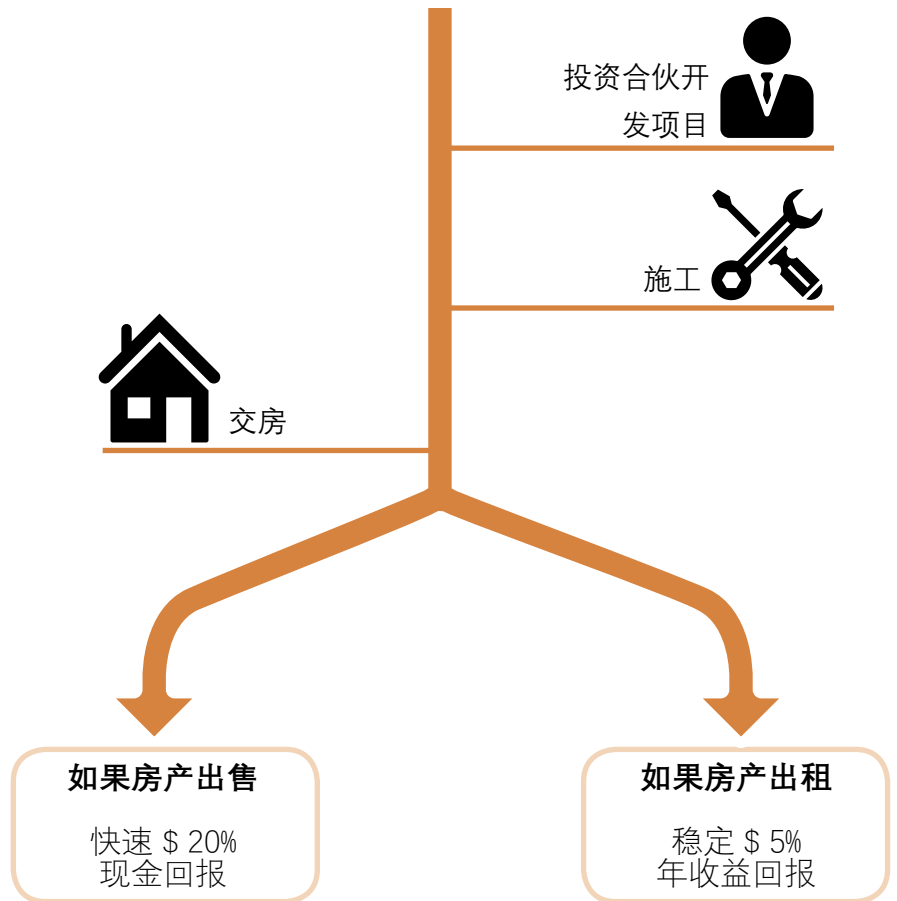 投资合伙开
发项目
施工
交房
如果房产出售
快速 $ 20%
现金回报
如果房产出租
稳定 $ 5%
年收益回报